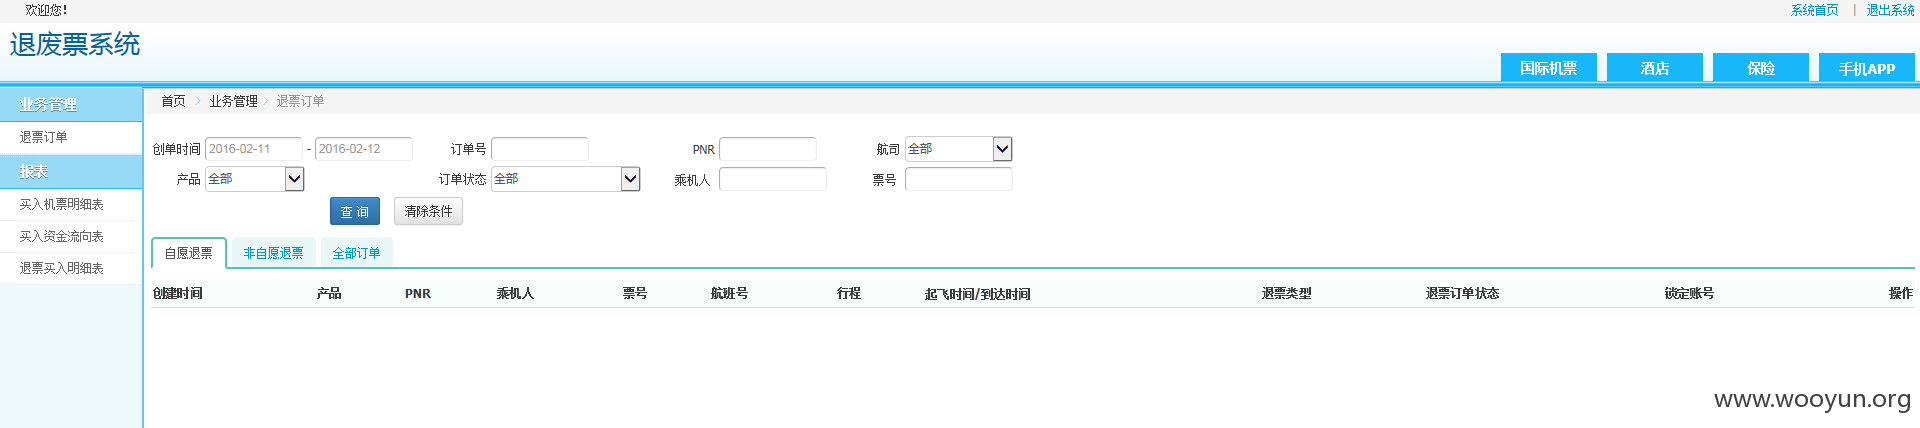 欢迎您!
系统首页 | 退出系统
退废票系统
国际机票 酒店 保险 手机APP
业务管理
退票订单
报表
买入机票明细表
买入资金流向表
退票买入明细表
首页 > 业务管理 > 退票订单
创单时间 2016-02-11 - 2016-02-12 订单号 PNR 航司 全部
产品 全部 订单状态 全部 乘机人 票号
查 询 清除条件
自愿退票 非自愿退票 全部订单
创建时间 产品 PNR 乘机人 票号 航班号 行程 起飞时间/到达时间 退票类型 退票订单状态 锁定账号 操作
www.wooyun.org